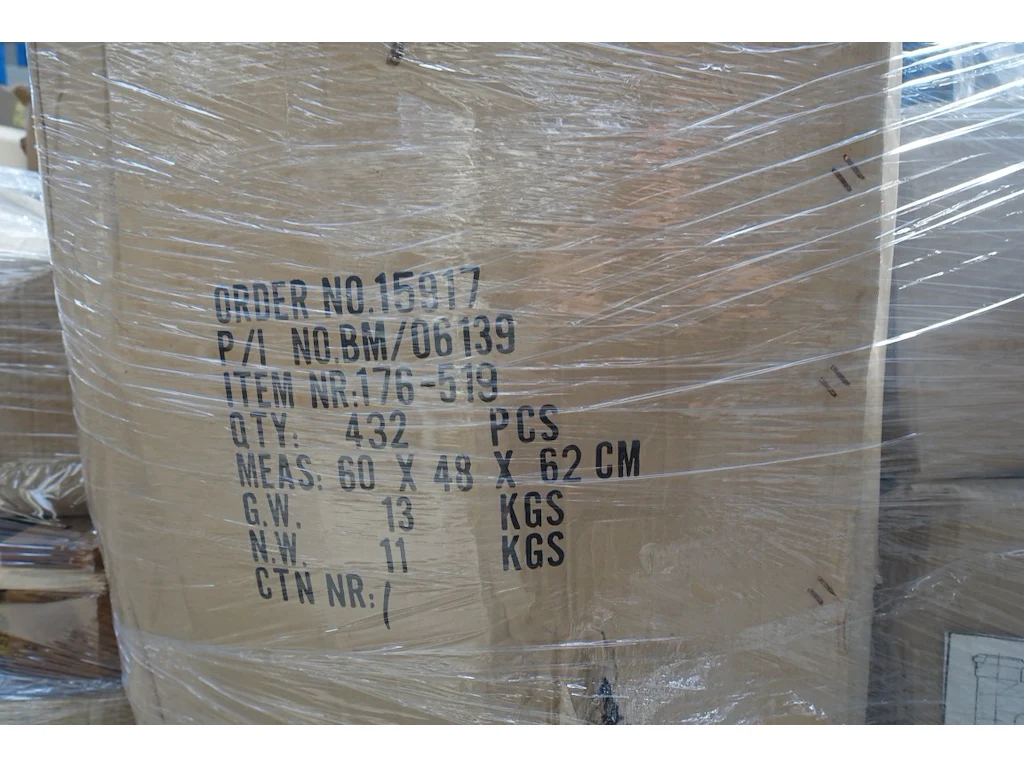 ORDER NO.15917
P/I NO.BM/06139
ITEM NR:176-519
QTY: 432 PCS
MEAS: 60 X 48 X 62 CM
G.W. 13 KGS
N.W. 11 KGS
CTN NR: